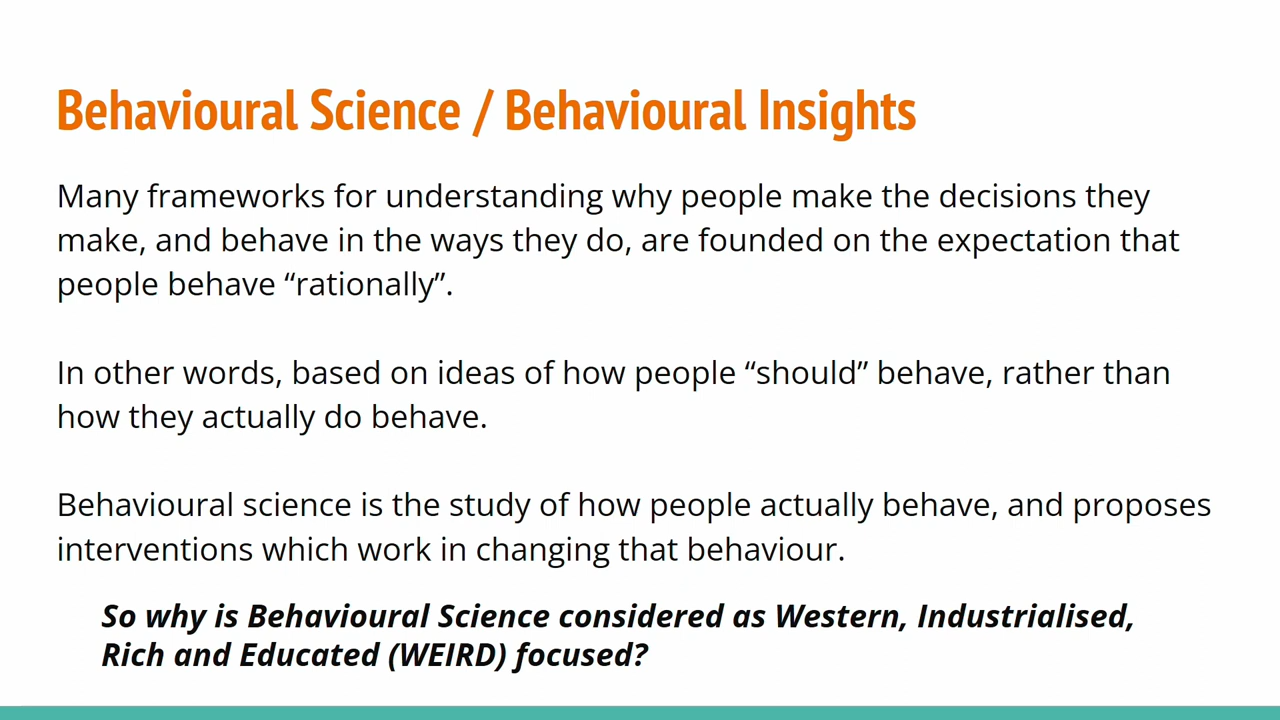 Behavioural Science / Behavioural Insights
Many frameworks for understanding why people make the decisions they
make, and behave in the ways they do, are founded on the expectation that
people behave “rationally”.
In other words, based on ideas of how people “should” behave, rather than
how they actually do behave.
Behavioural science is the study of how people actually behave, and proposes
interventions which work in changing that behaviour.
So why is Behavioural Science considered as Western, Industrialised,
Rich and Educated (WEIRD) focused?